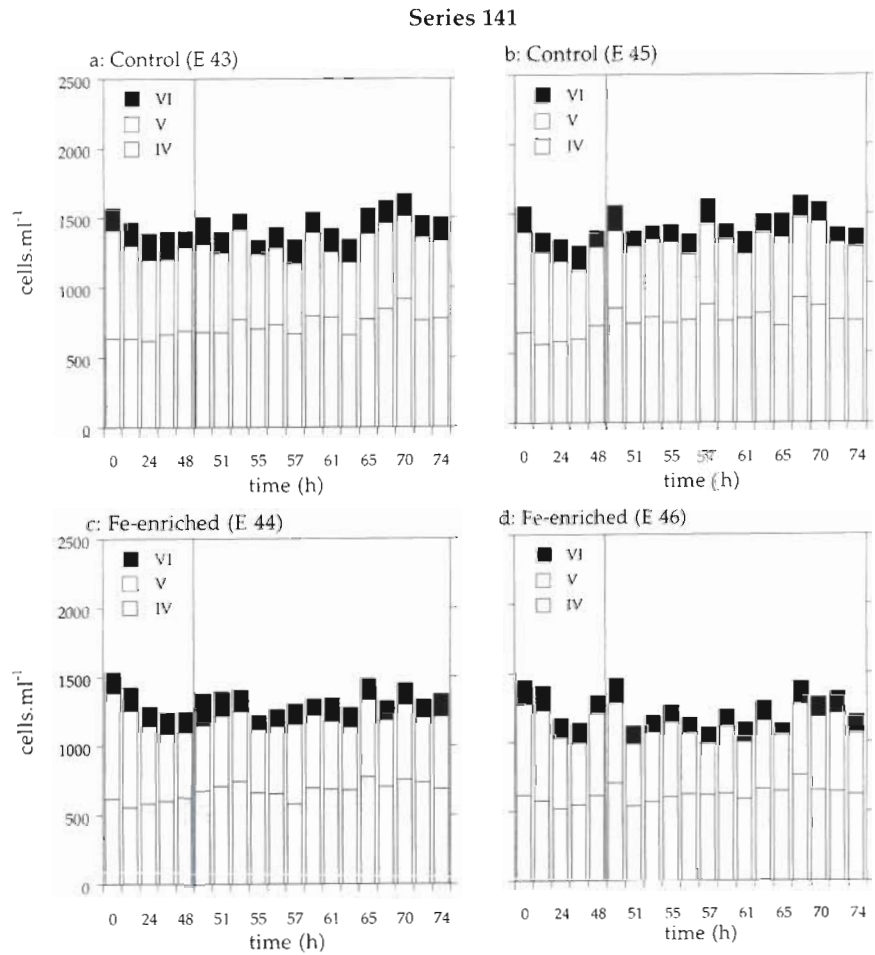 Series 141
a: Control (E 43)
2500
2000
1500
1000
500
0
cells.ml⁻¹
VI
V
IV
0 24 48 51 55 57 61 65 70 74
time (h)
b: Control (E 45)
VI
V
IV
0 24 48 51 55 57 61 65 70 74
time (h)
c: Fe-enriched (E 44)
2500
2000
1500
1000
500
0
cells.ml⁻¹
VI
V
IV
0 24 48 51 55 57 61 65 70 74
time (h)
d: Fe-enriched (E 46)
VI
V
IV
0 24 48 51 55 57 61 65 70 74
time (h)